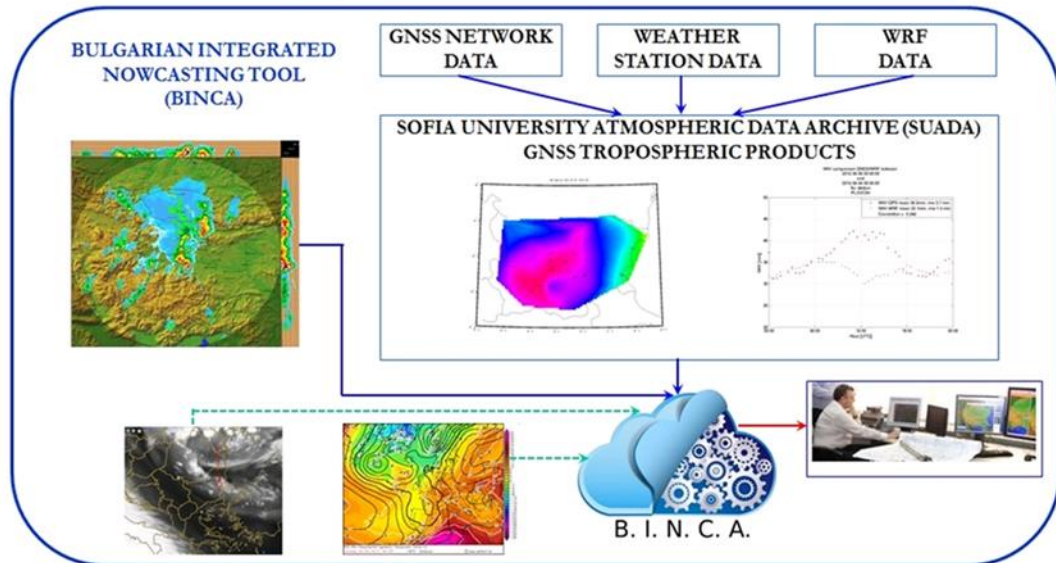 BULGARIAN INTEGRATED
NOWCASTING TOOL
(BINCA)
GNSS NETWORK
DATA
WEATHER
STATION DATA
WRF
DATA
SOFIA UNIVERSITY ATMOSPHERIC DATA ARCHIVE (SUADA)
GNSS TROPOSPHERIC PRODUCTS
B. I. N. C. A.